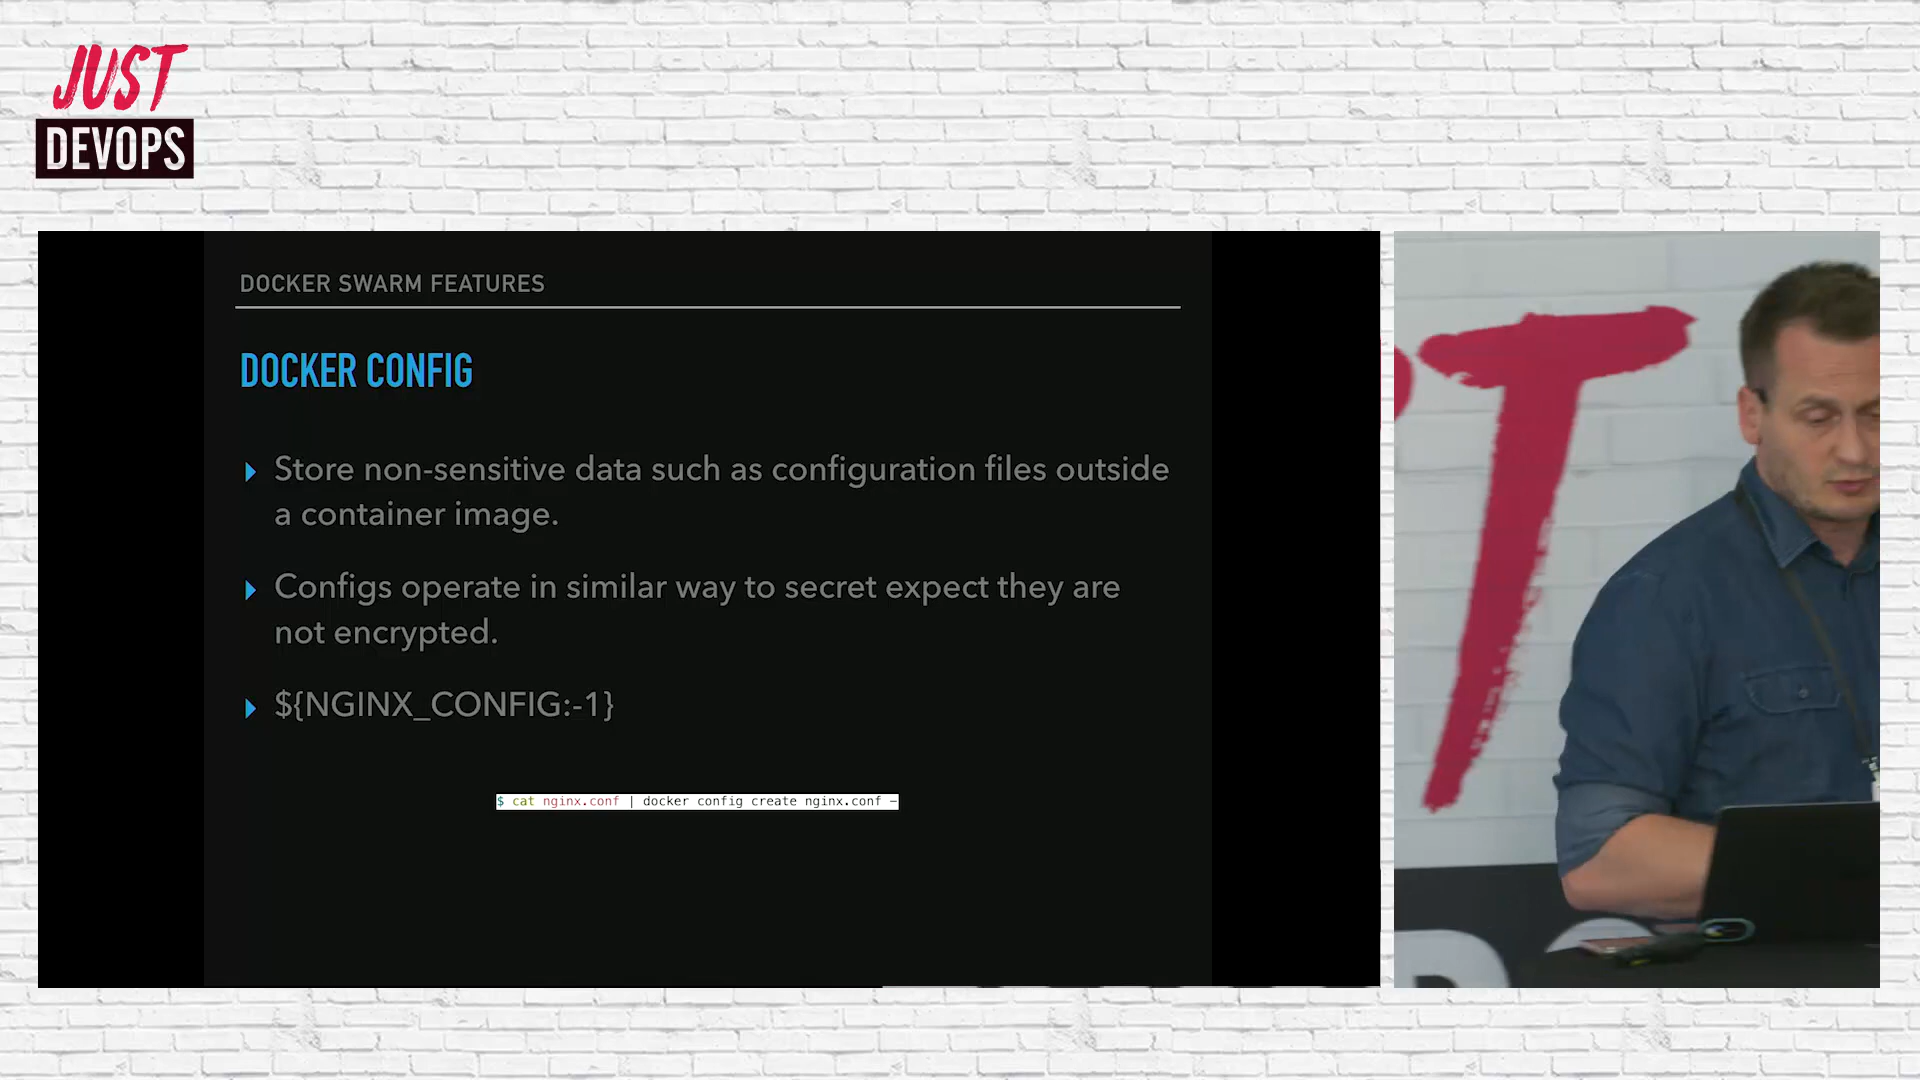 JUST
DEVOPS
DOCKER SWARM FEATURES
DOCKER CONFIG
Store non-sensitive data such as configuration files outside
a container image.
Configs operate in similar way to secret expect they are
not encrypted.
${NGINX_CONFIG:-1}
$ cat nginx.conf | docker config create nginx.conf -